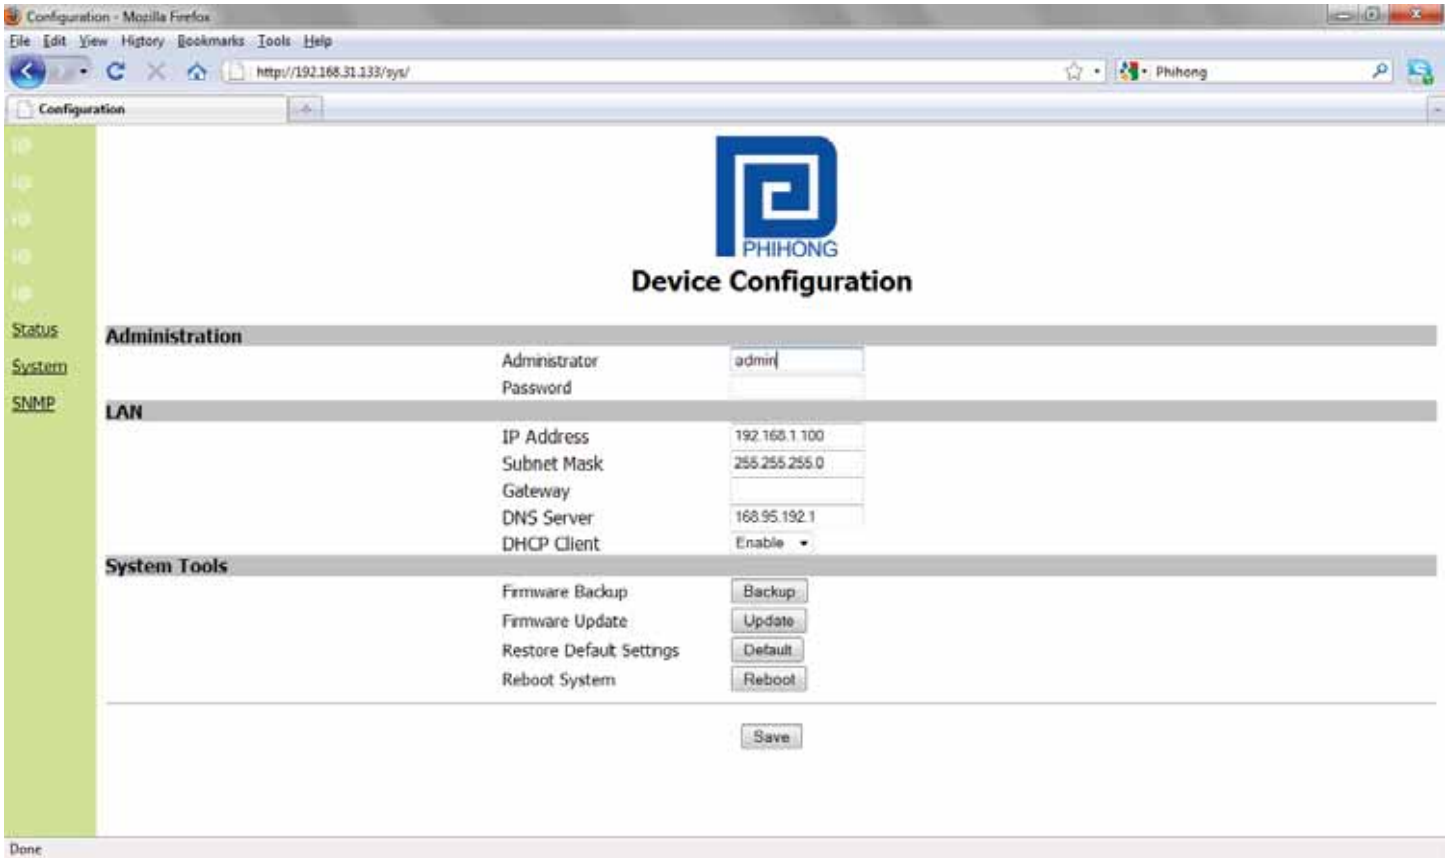 Configuration - Mozilla Firefox
File Edit View History Bookmarks Tools Help
http://192.168.31.133/sys/ Phihong
Configuration
PHIHONG
Device Configuration
Status
System
SNMP
Administration
Administrator admin
Password
LAN
IP Address 192.168.1.100
Subnet Mask 255.255.255.0
Gateway
DNS Server 168.95.192.1
DHCP Client Enable
System Tools
Firmware Backup Backup
Firmware Update Update
Restore Default Settings Default
Reboot System Reboot
Save
Done